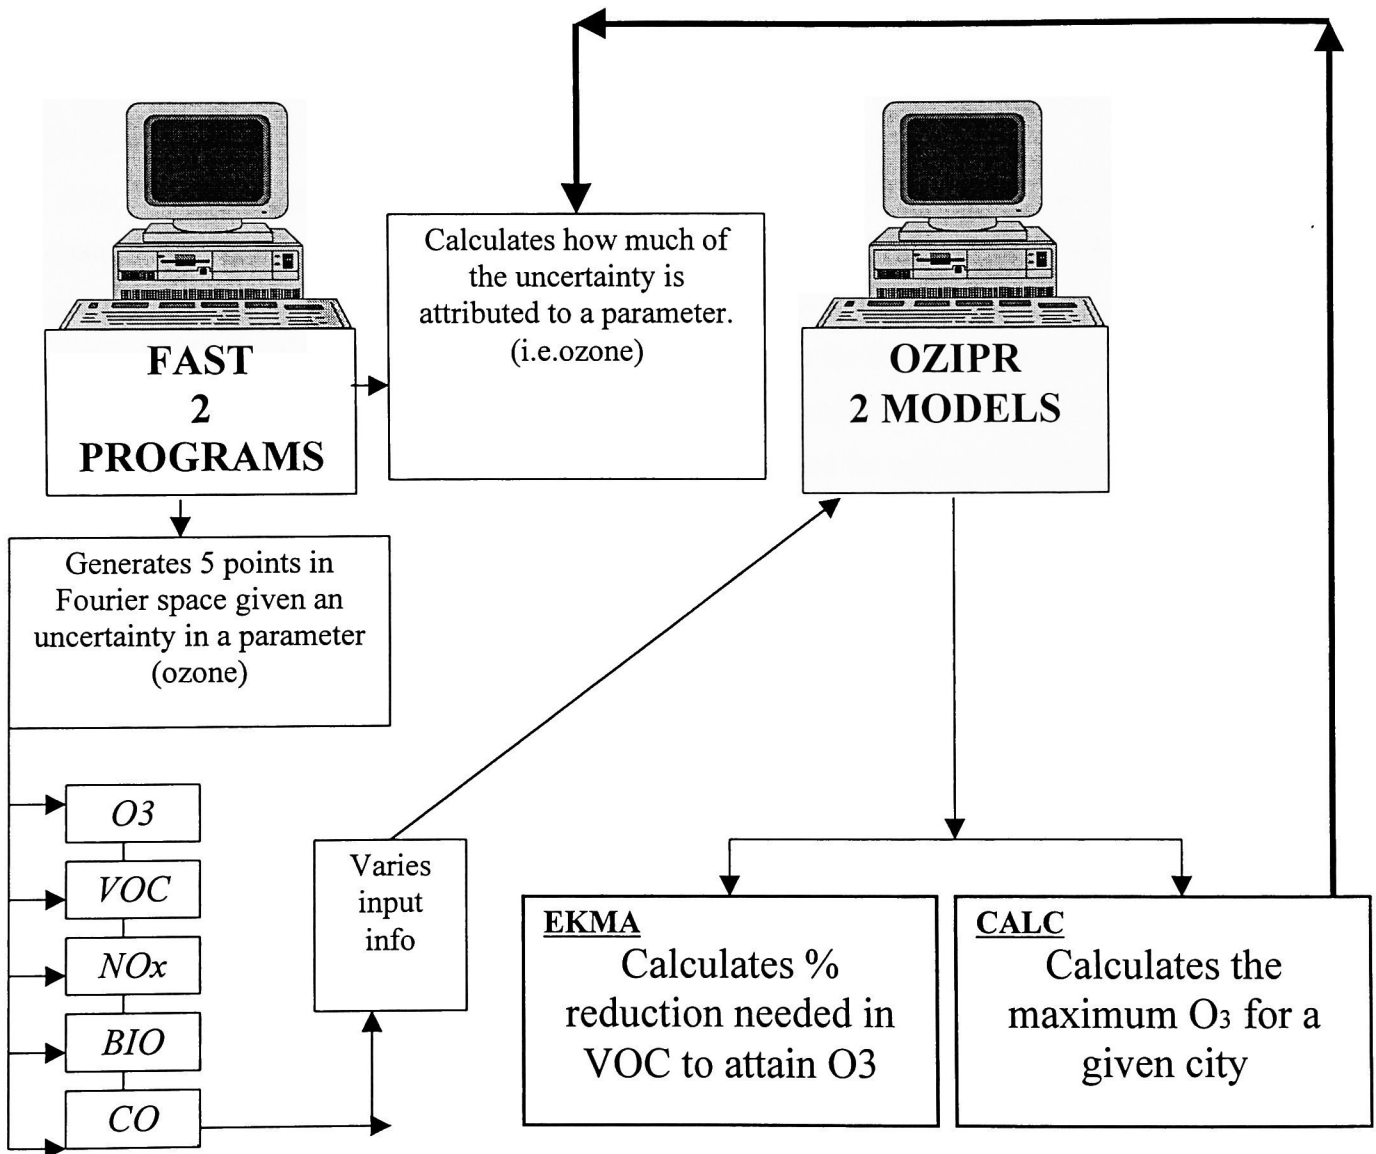 FAST
2
PROGRAMS
Calculates how much of
the uncertainty is
attributed to a parameter.
(i.e.ozone)
OZIPR
2 MODELS
Generates 5 points in
Fourier space given an
uncertainty in a parameter
(ozone)
O3
VOC
NOx
BIO
CO
Varies
input
info
EKMA
Calculates %
reduction needed in
VOC to attain O3
CALC
Calculates the
maximum O3 for a
given city